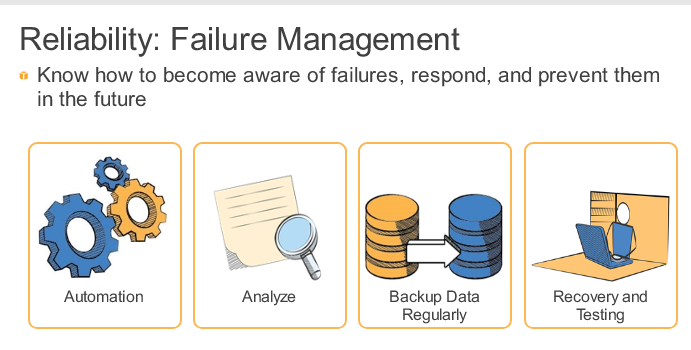 Reliability: Failure Management
Know how to become aware of failures, respond, and prevent them
in the future
Automation
Analyze
Backup Data
Regularly
Recovery and
Testing